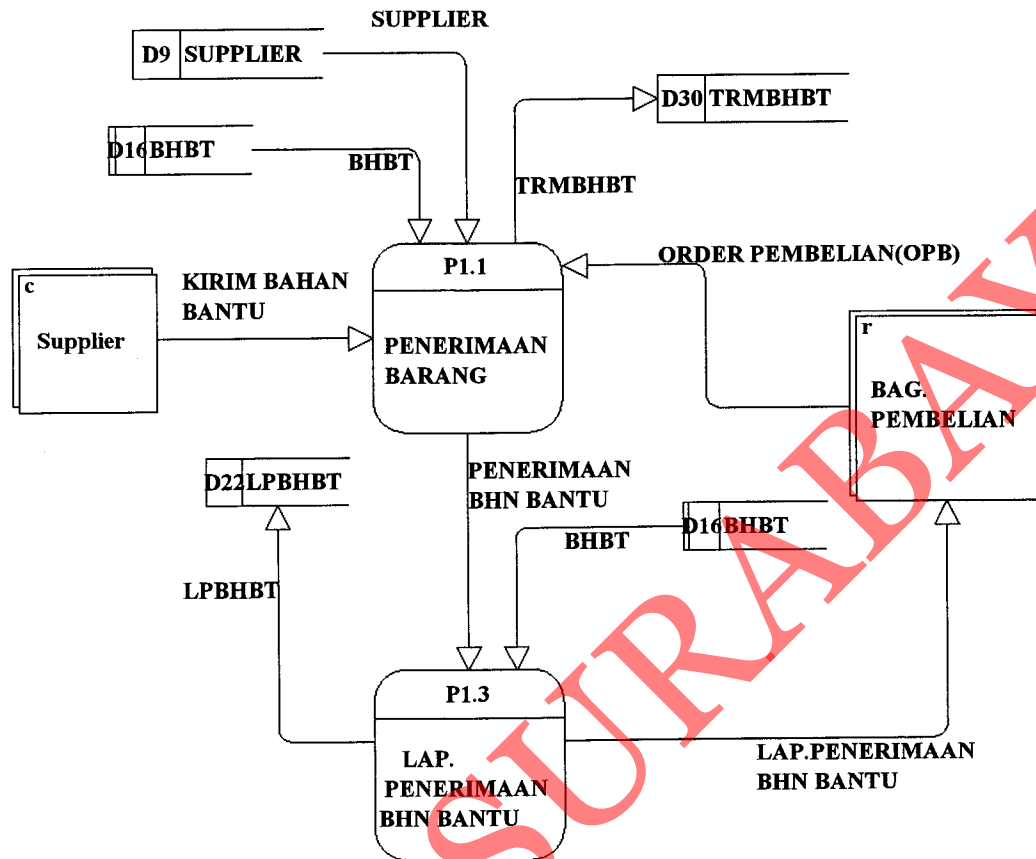 SUPPLIER
D9 SUPPLIER
D30 TRMBHBT
D16 BHBT
BHBT
TRMBHBT
P1.1
ORDER PEMBELIAN(OPB)
c
KIRIM BAHAN
BANTU
Supplier
PENERIMAAN
BARANG
r
BAG.
PEMBELIAN
D22 LPBHBT
PENERIMAAN
BHN BANTU
D16 BHBT
BHBT
LPBHBT
P1.3
LAP.
PENERIMAAN
BHN BANTU
LAP.PENERIMAAN
BHN BANTU
SURABAY